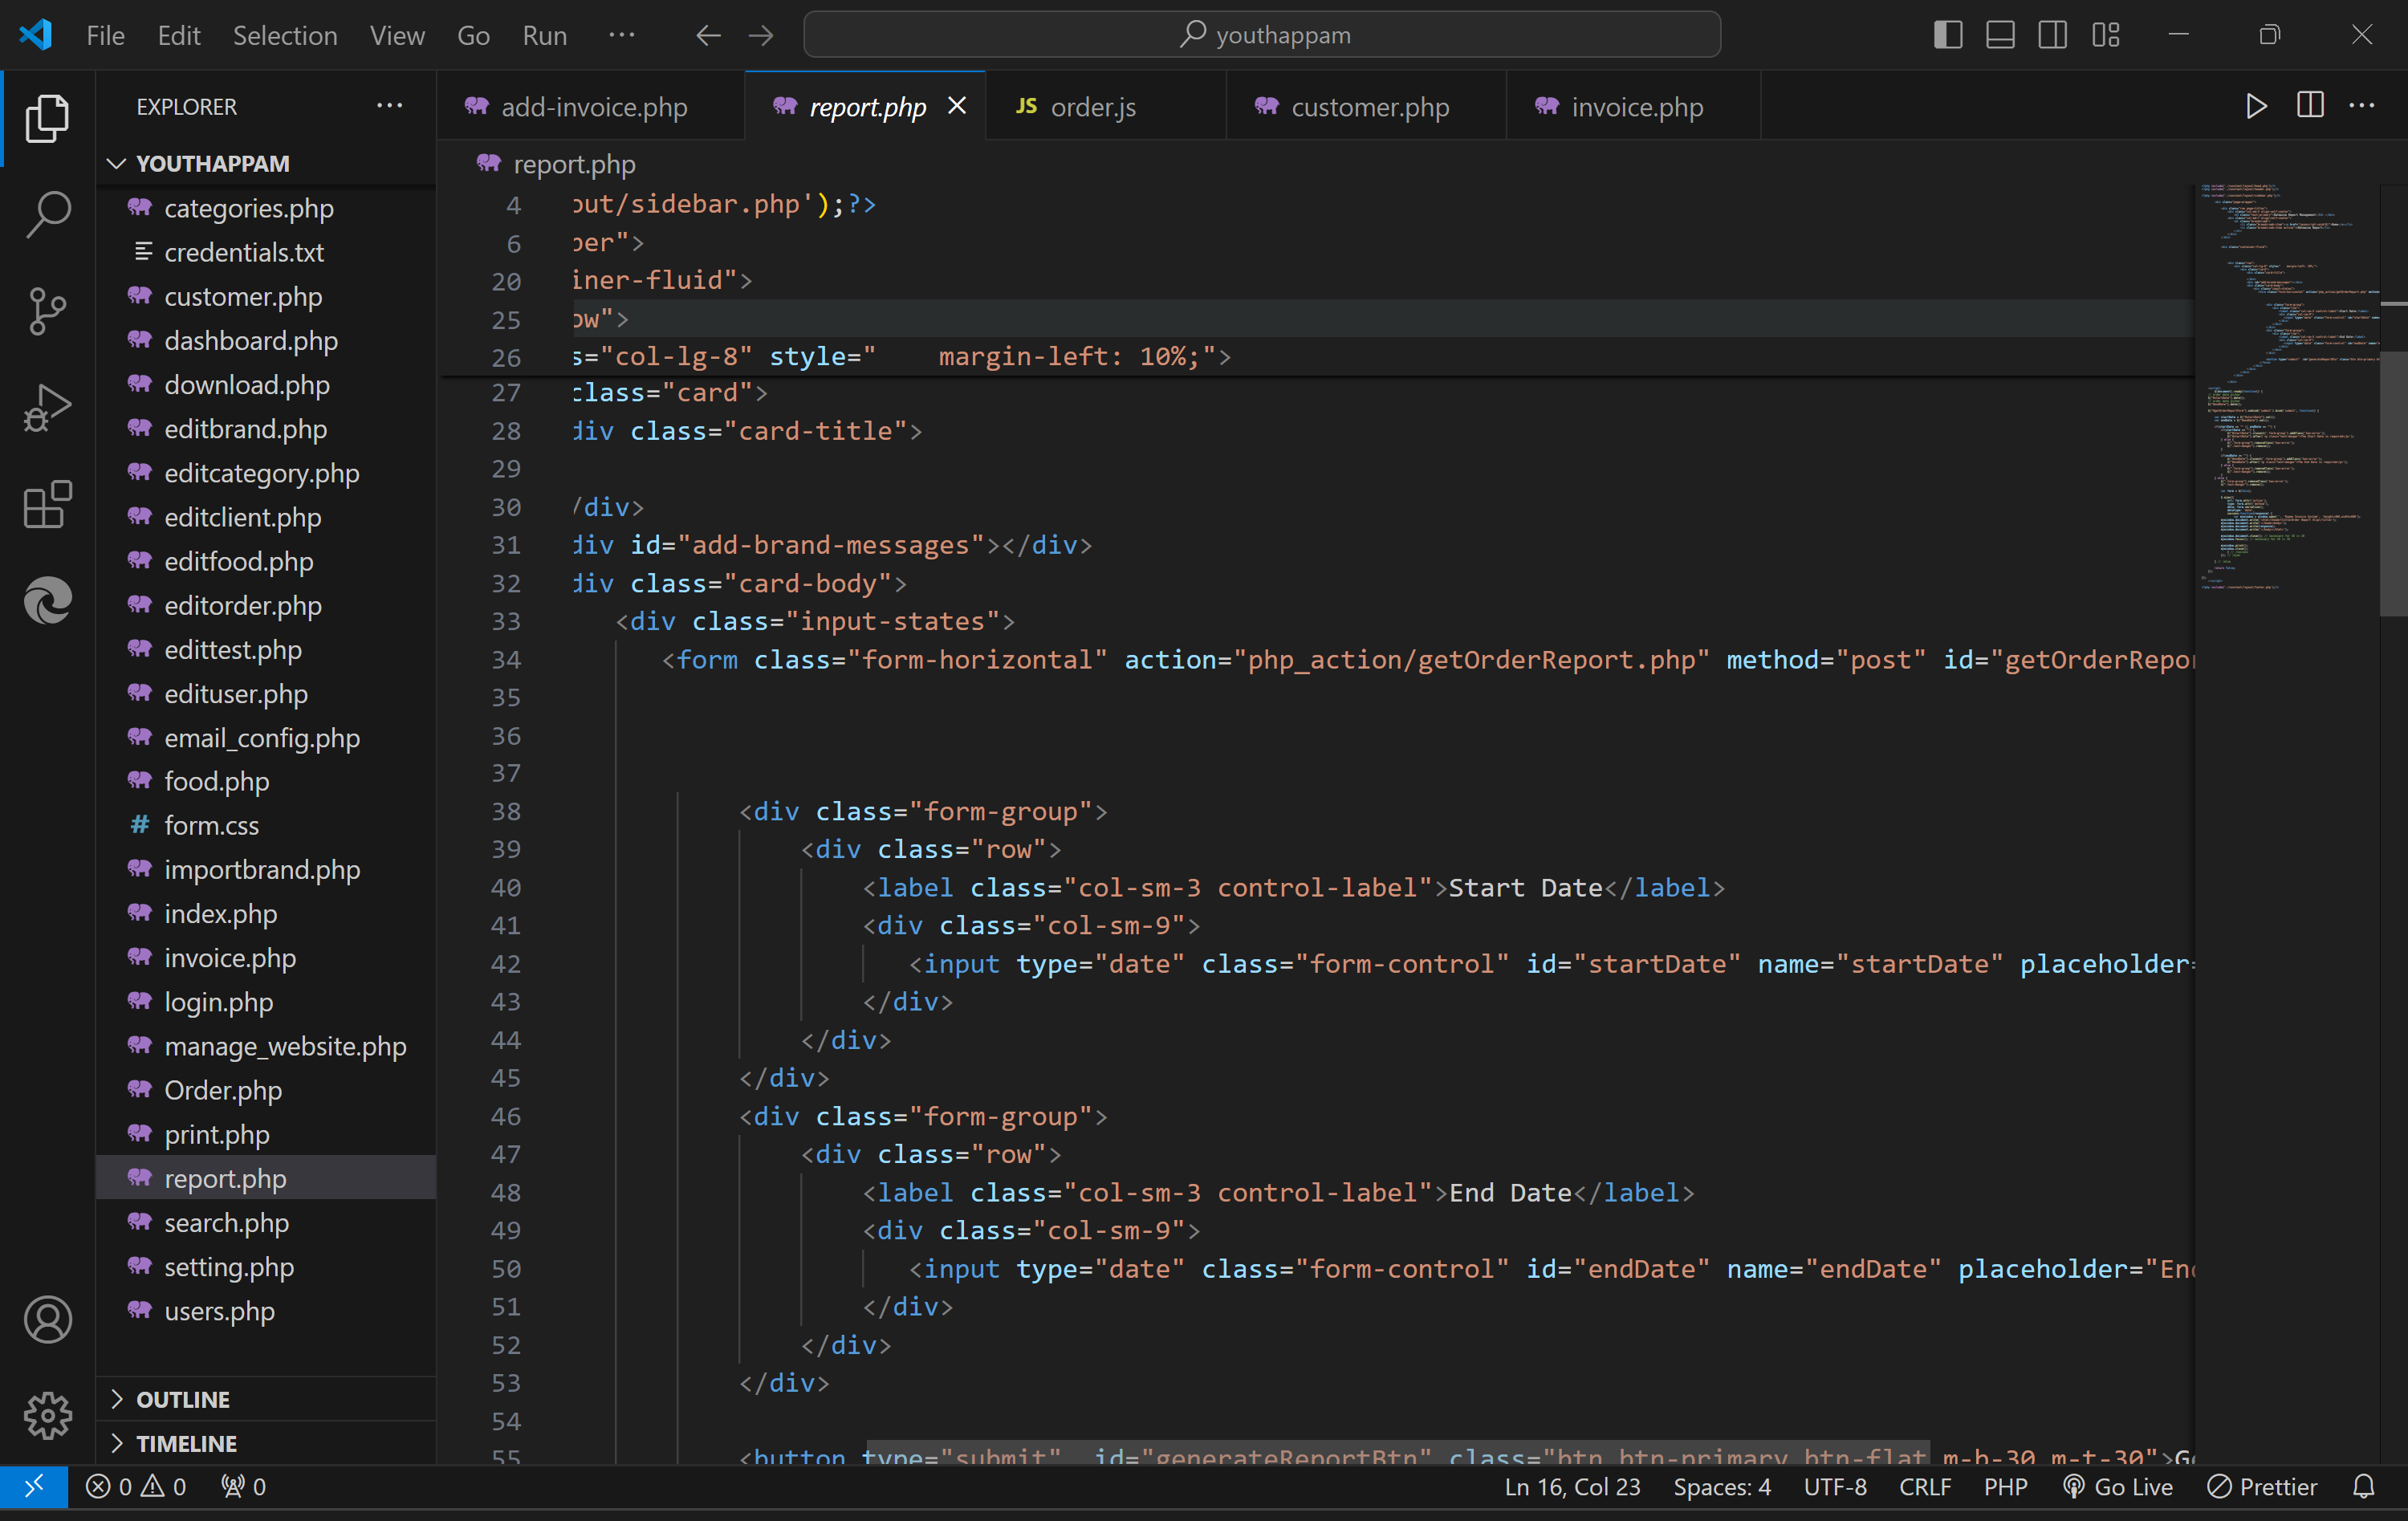 File Edit Selection View Go Run ··· youthappam
EXPLORER ···
YOUTHAPPAM
categories.php
credentials.txt
customer.php
dashboard.php
download.php
editbrand.php
editcategory.php
editclient.php
editfood.php
editorder.php
edittest.php
edituser.php
email_config.php
food.php
# form.css
importbrand.php
index.php
invoice.php
login.php
manage_website.php
Order.php
print.php
report.php
search.php
setting.php
users.php
OUTLINE
TIMELINE
add-invoice.php report.php JS order.js customer.php invoice.php
report.php
4 out/sidebar.php');?>
6 per">
20 iner-fluid">
25 ow">
26 s="col-lg-8" style="    margin-left: 10%;">
27 class="card">
28 div class="card-title">
29
30 /div>
31 div id="add-brand-messages"></div>
32 div class="card-body">
33 <div class="input-states">
34 <form class="form-horizontal" action="php_action/getOrderReport.php" method="post" id="getOrderRepor
35
36
37
38 <div class="form-group">
39 <div class="row">
40 <label class="col-sm-3 control-label">Start Date</label>
41 <div class="col-sm-9">
42 <input type="date" class="form-control" id="startDate" name="startDate" placeholder=
43 </div>
44 </div>
45 </div>
46 <div class="form-group">
47 <div class="row">
48 <label class="col-sm-3 control-label">End Date</label>
49 <div class="col-sm-9">
50 <input type="date" class="form-control" id="endDate" name="endDate" placeholder="End
51 </div>
52 </div>
53 </div>
54
55 <button type="submit"  id="generateReportBtn" class="btn btn-primary btn-flat m-b-30 m-t-30">Ge
0 0 0 Ln 16, Col 23 Spaces: 4 UTF-8 CRLF PHP Go Live Prettier